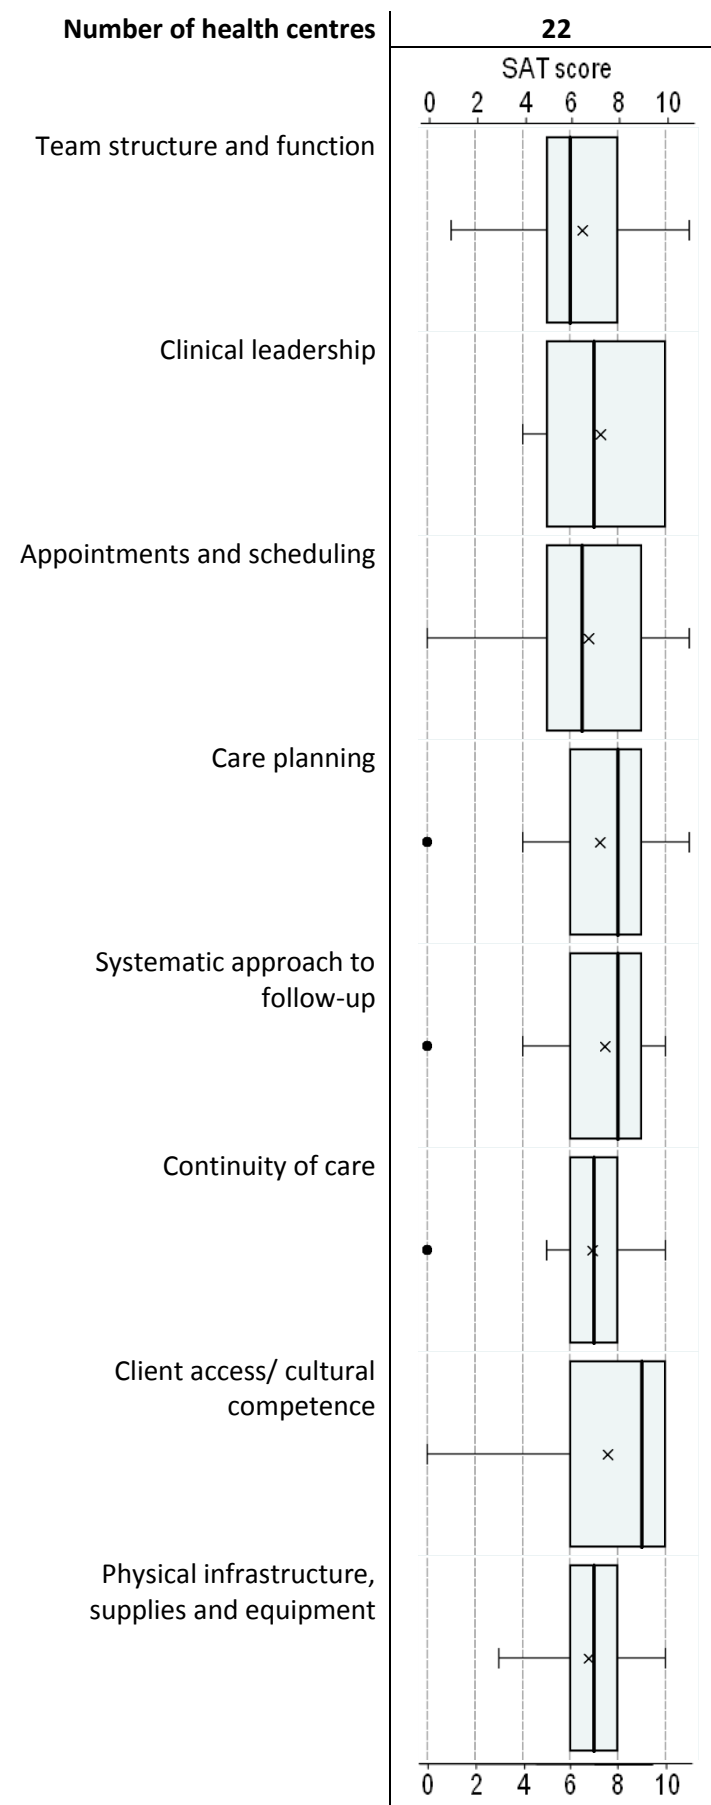 Number of health centres 22
SAT score
0 2 4 6 8 10
Team structure and function
Clinical leadership
Appointments and scheduling
Care planning
Systematic approach to
follow-up
Continuity of care
Client access/ cultural
competence
Physical infrastructure,
supplies and equipment
0 2 4 6 8 10